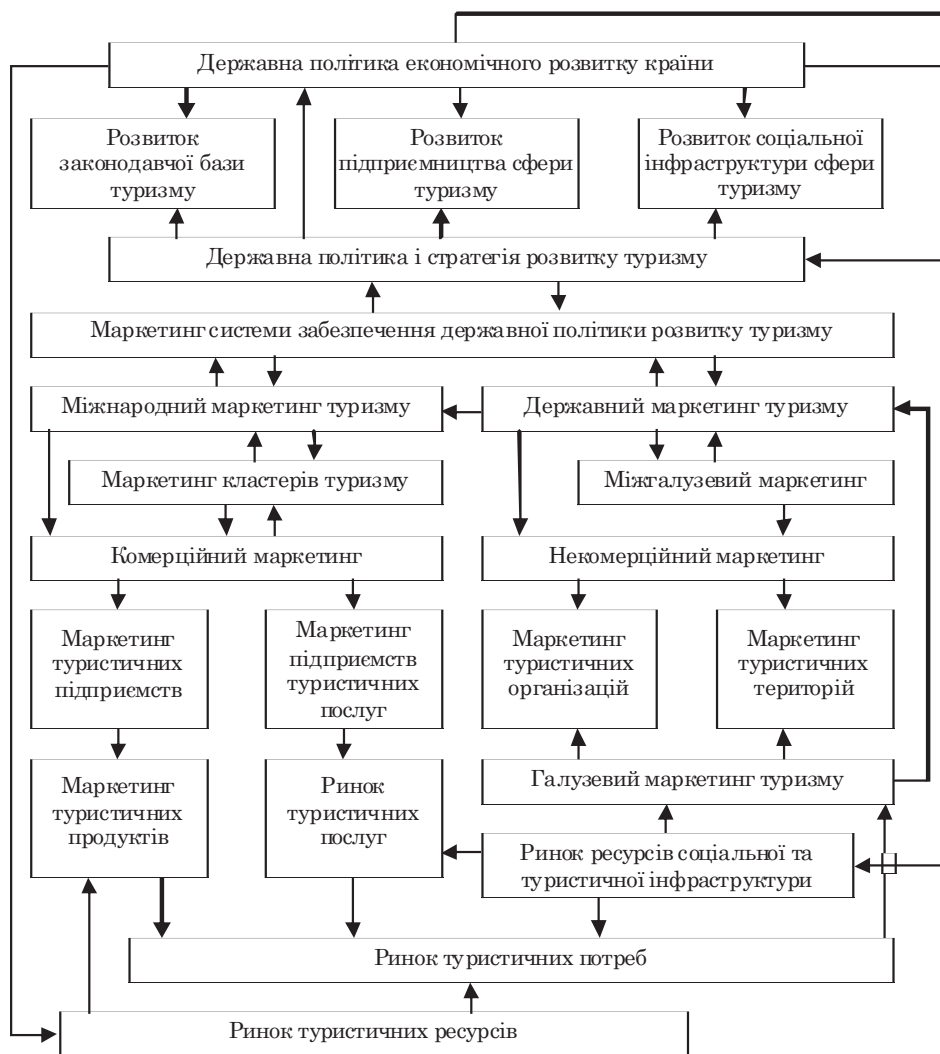 Державна політика економічного розвитку країни
Розвиток
законодавчої бази
туризму
Розвиток
підприємництва сфери
туризму
Розвиток соціальної
інфраструктури сфери
туризму
Державна політика і стратегія розвитку туризму
Маркетинг системи забезпечення державної політики розвитку туризму
Міжнародний маркетинг туризму
Державний маркетинг туризму
Маркетинг кластерів туризму
Міжгалузевий маркетинг
Комерційний маркетинг
Некомерційний маркетинг
Маркетинг
туристичних
підприємств
Маркетинг
підприємств
туристичних
послуг
Маркетинг
туристичних
організацій
Маркетинг
туристичних
територій
Маркетинг
туристичних
продуктів
Ринок
туристичних
послуг
Галузевий маркетинг туризму
Ринок ресурсів соціальної та
туристичної інфраструктури
Ринок туристичних потреб
Ринок туристичних ресурсів